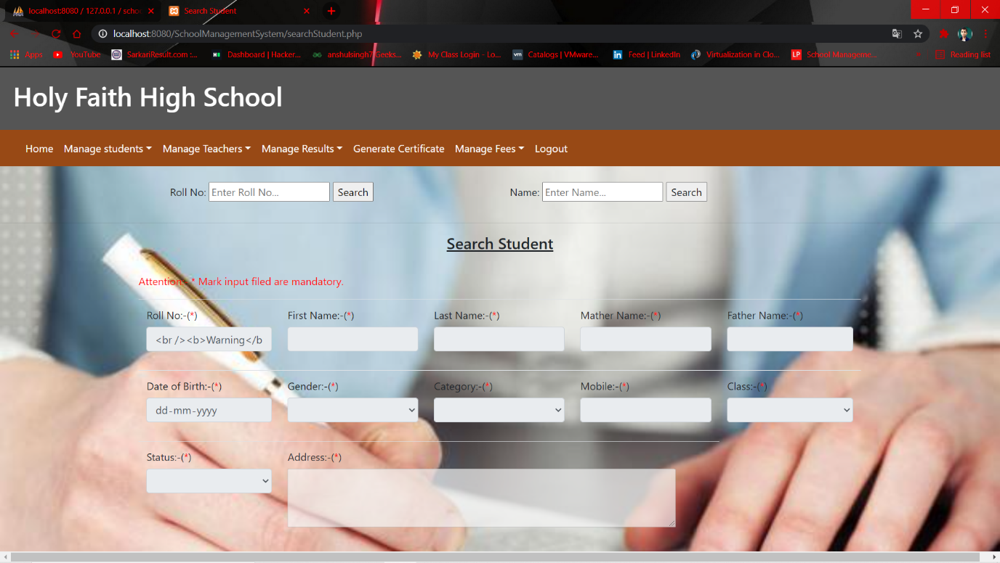 localhost:8080 / 127.0.0.1 / schoo
Search Student
localhost:8080/SchoolManagementSystem/searchStudent.php
Apps
YouTube
SarkariResult.com :...
Dashboard | Hacker...
anshulsingh7 Geeks...
My Class Login - Lo...
Catalogs | VMware...
Feed | LinkedIn
Virtualization in Clo...
School Manageme...
Reading list
Holy Faith High School
Home Manage students Manage Teachers Manage Results Generate Certificate Manage Fees Logout
Roll No: Enter Roll No... Search Name: Enter Name... Search
Search Student
Attention:- * Mark input filed are mandatory.
Roll No:-(*) First Name:-(*) Last Name:-(*) Mather Name:-(*) Father Name:-(*)
<br /><b>Warning</b
Date of Birth:-(*) Gender:-(*) Category:-(*) Mobile:-(*) Class:-(*)
dd-mm-yyyy
Status:-(*) Address:-(*)